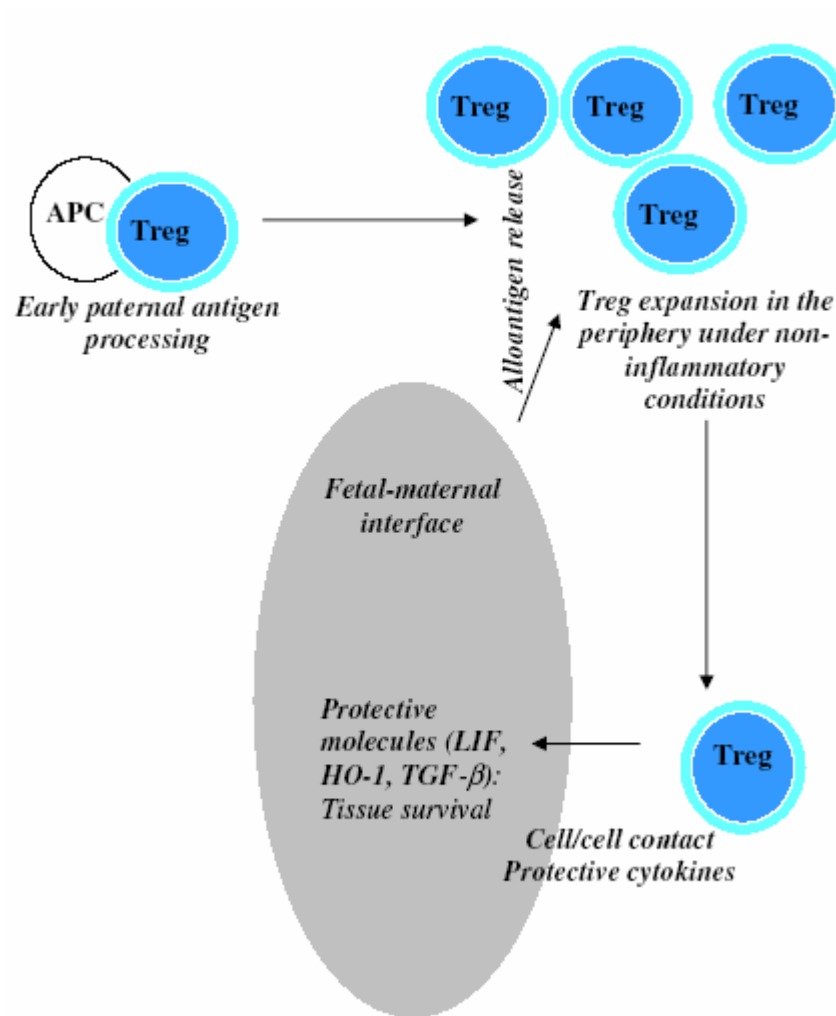 Treg
Treg
Treg
Treg
APC
Treg
Early paternal antigen
processing
Alloantigen release
Treg expansion in the
periphery under non-
inflammatory
conditions
Fetal-maternal
interface
Protective
molecules (LIF,
HO-1, TGF-β):
Tissue survival
Treg
Cell/cell contact
Protective cytokines